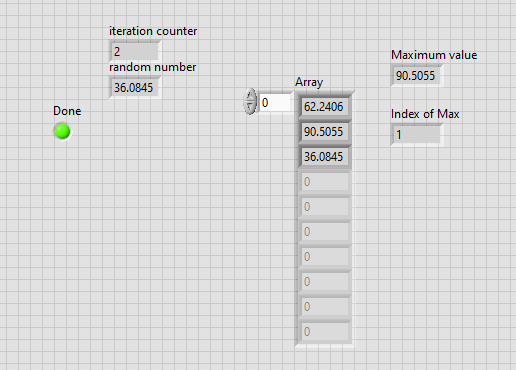 iteration counter
2
random number
36.0845
Done
Array
0
62.2406
90.5055
36.0845
0
0
0
0
0
0
0
Maximum value
90.5055
Index of Max
1